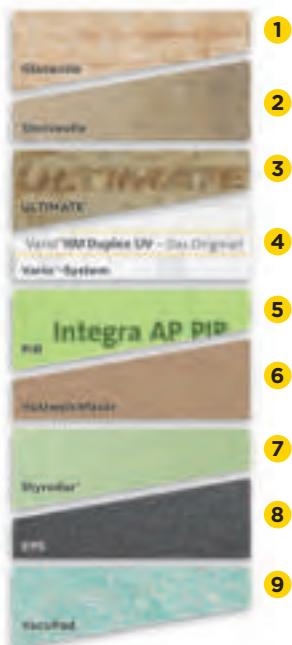 1
Glaswolle
2
Steinwolle
3
ULTIMATE
ULTIMATE
4
Vario® KM Duplex UV – Das Original
Vario®-System
5
Integra AP PIR
PIR
6
Holzweichfaser
7
Styrodur®
8
EPS
9
VacuPad